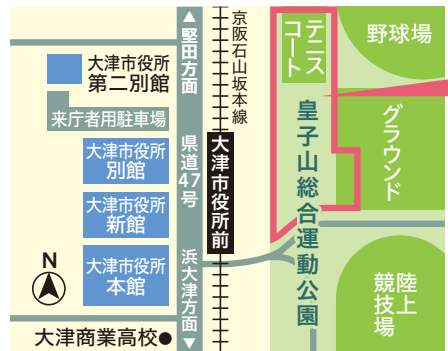 ▲堅田方面
県道47号
浜大津方面▼
京阪石山坂本線
大津市役所前
大津市役所
第二別館
来庁者用駐車場
大津市役所
別館
大津市役所
新館
大津市役所
本館
N
大津商業高校●
テニス
コート
野球場
グラウンド
皇子山総合運動公園
陸上
競技場